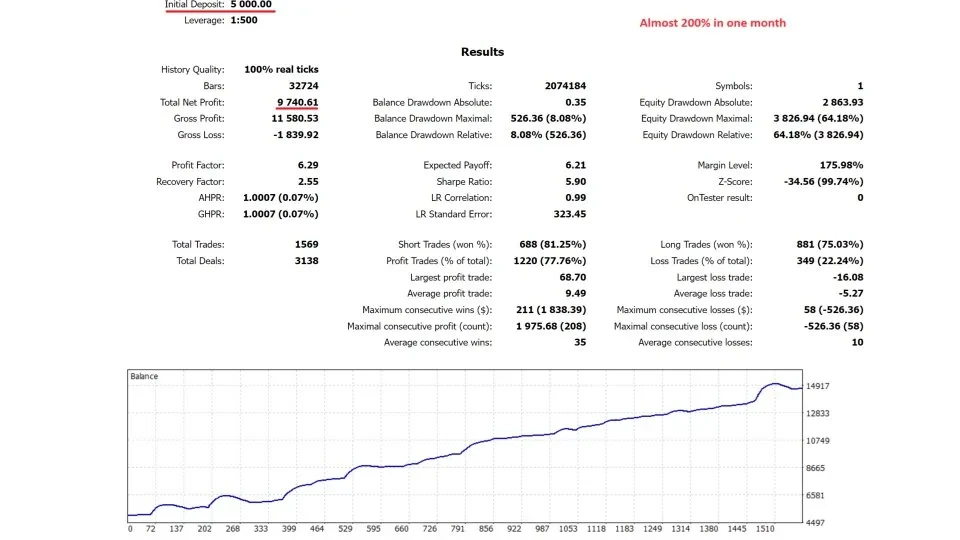 Initial Deposit: 5 000.00
Leverage: 1:500
Almost 200% in one month
Results
History Quality: 100% real ticks
Bars: 32724 Ticks: 2074184 Symbols: 1
Total Net Profit: 9 740.61 Balance Drawdown Absolute: 0.35 Equity Drawdown Absolute: 2 863.93
Gross Profit: 11 580.53 Balance Drawdown Maximal: 526.36 (8.08%) Equity Drawdown Maximal: 3 826.94 (64.18%)
Gross Loss: -1 839.92 Balance Drawdown Relative: 8.08% (526.36) Equity Drawdown Relative: 64.18% (3 826.94)
Profit Factor: 6.29 Expected Payoff: 6.21 Margin Level: 175.98%
Recovery Factor: 2.55 Sharpe Ratio: 5.90 Z-Score: -34.56 (99.74%)
AHPR: 1.0007 (0.07%) LR Correlation: 0.99 OnTester result: 0
GHPR: 1.0007 (0.07%) LR Standard Error: 323.45
Total Trades: 1569 Short Trades (won %): 688 (81.25%) Long Trades (won %): 881 (75.03%)
Total Deals: 3138 Profit Trades (% of total): 1220 (77.76%) Loss Trades (% of total): 349 (22.24%)
Largest profit trade: 68.70 Largest loss trade: -16.08
Average profit trade: 9.49 Average loss trade: -5.27
Maximum consecutive wins ($): 211 (1 838.39) Maximum consecutive losses ($): 58 (-526.36)
Maximal consecutive profit (count): 1 975.68 (208) Maximal consecutive loss (count): -526.36 (58)
Average consecutive wins: 35 Average consecutive losses: 10
Balance
14917
12833
10749
8665
6581
4497
0 72 137 202 268 333 399 464 529 595 660 726 791 856 922 987 1053 1118 1183 1249 1314 1380 1445 1510